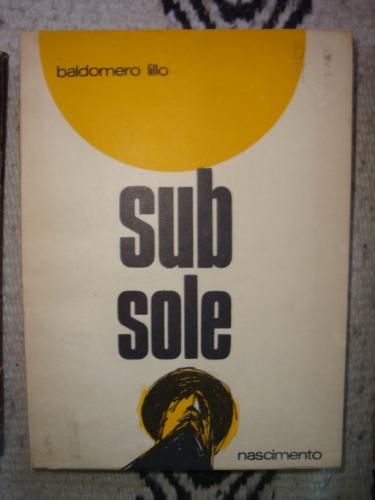 baldomero lillo
sub
sole
nascimento